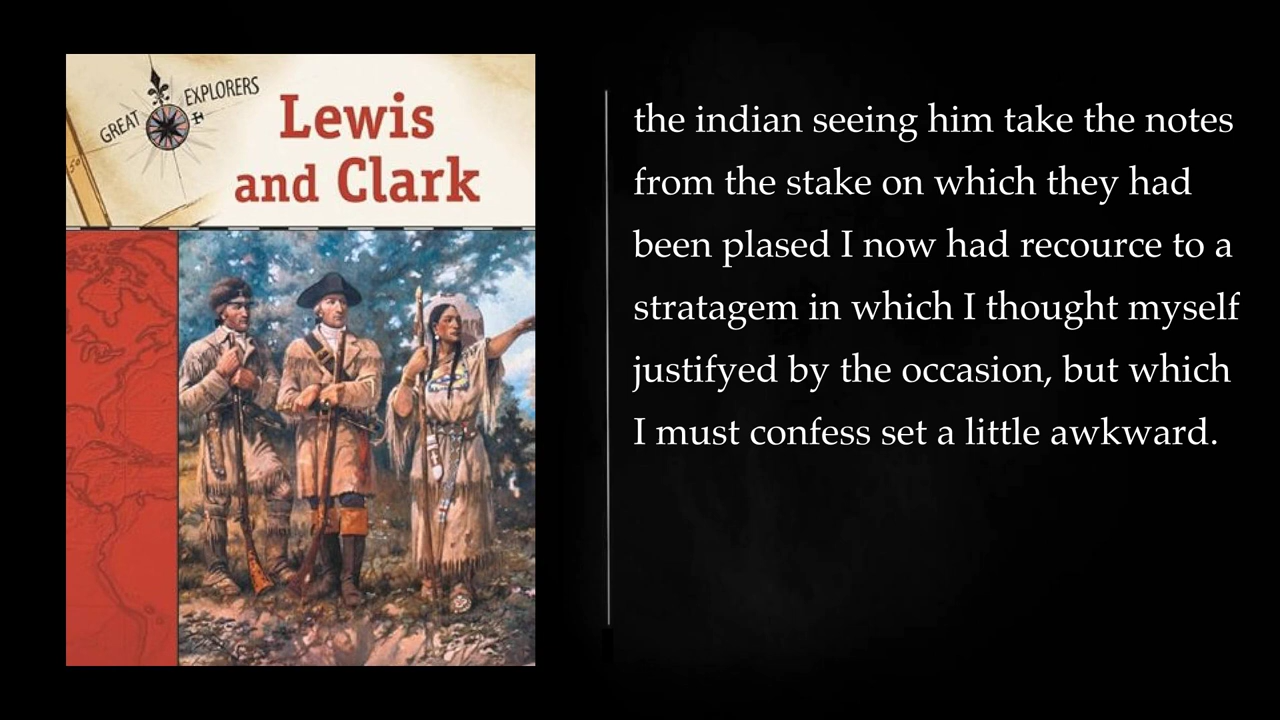 GREAT EXPLORERS
50
Lewis
and Clark
the indian seeing him take the notes
from the stake on which they had
been plased I now had recource to a
stratagem in which I thought myself
justifyed by the occasion, but which
I must confess set a little awkward.